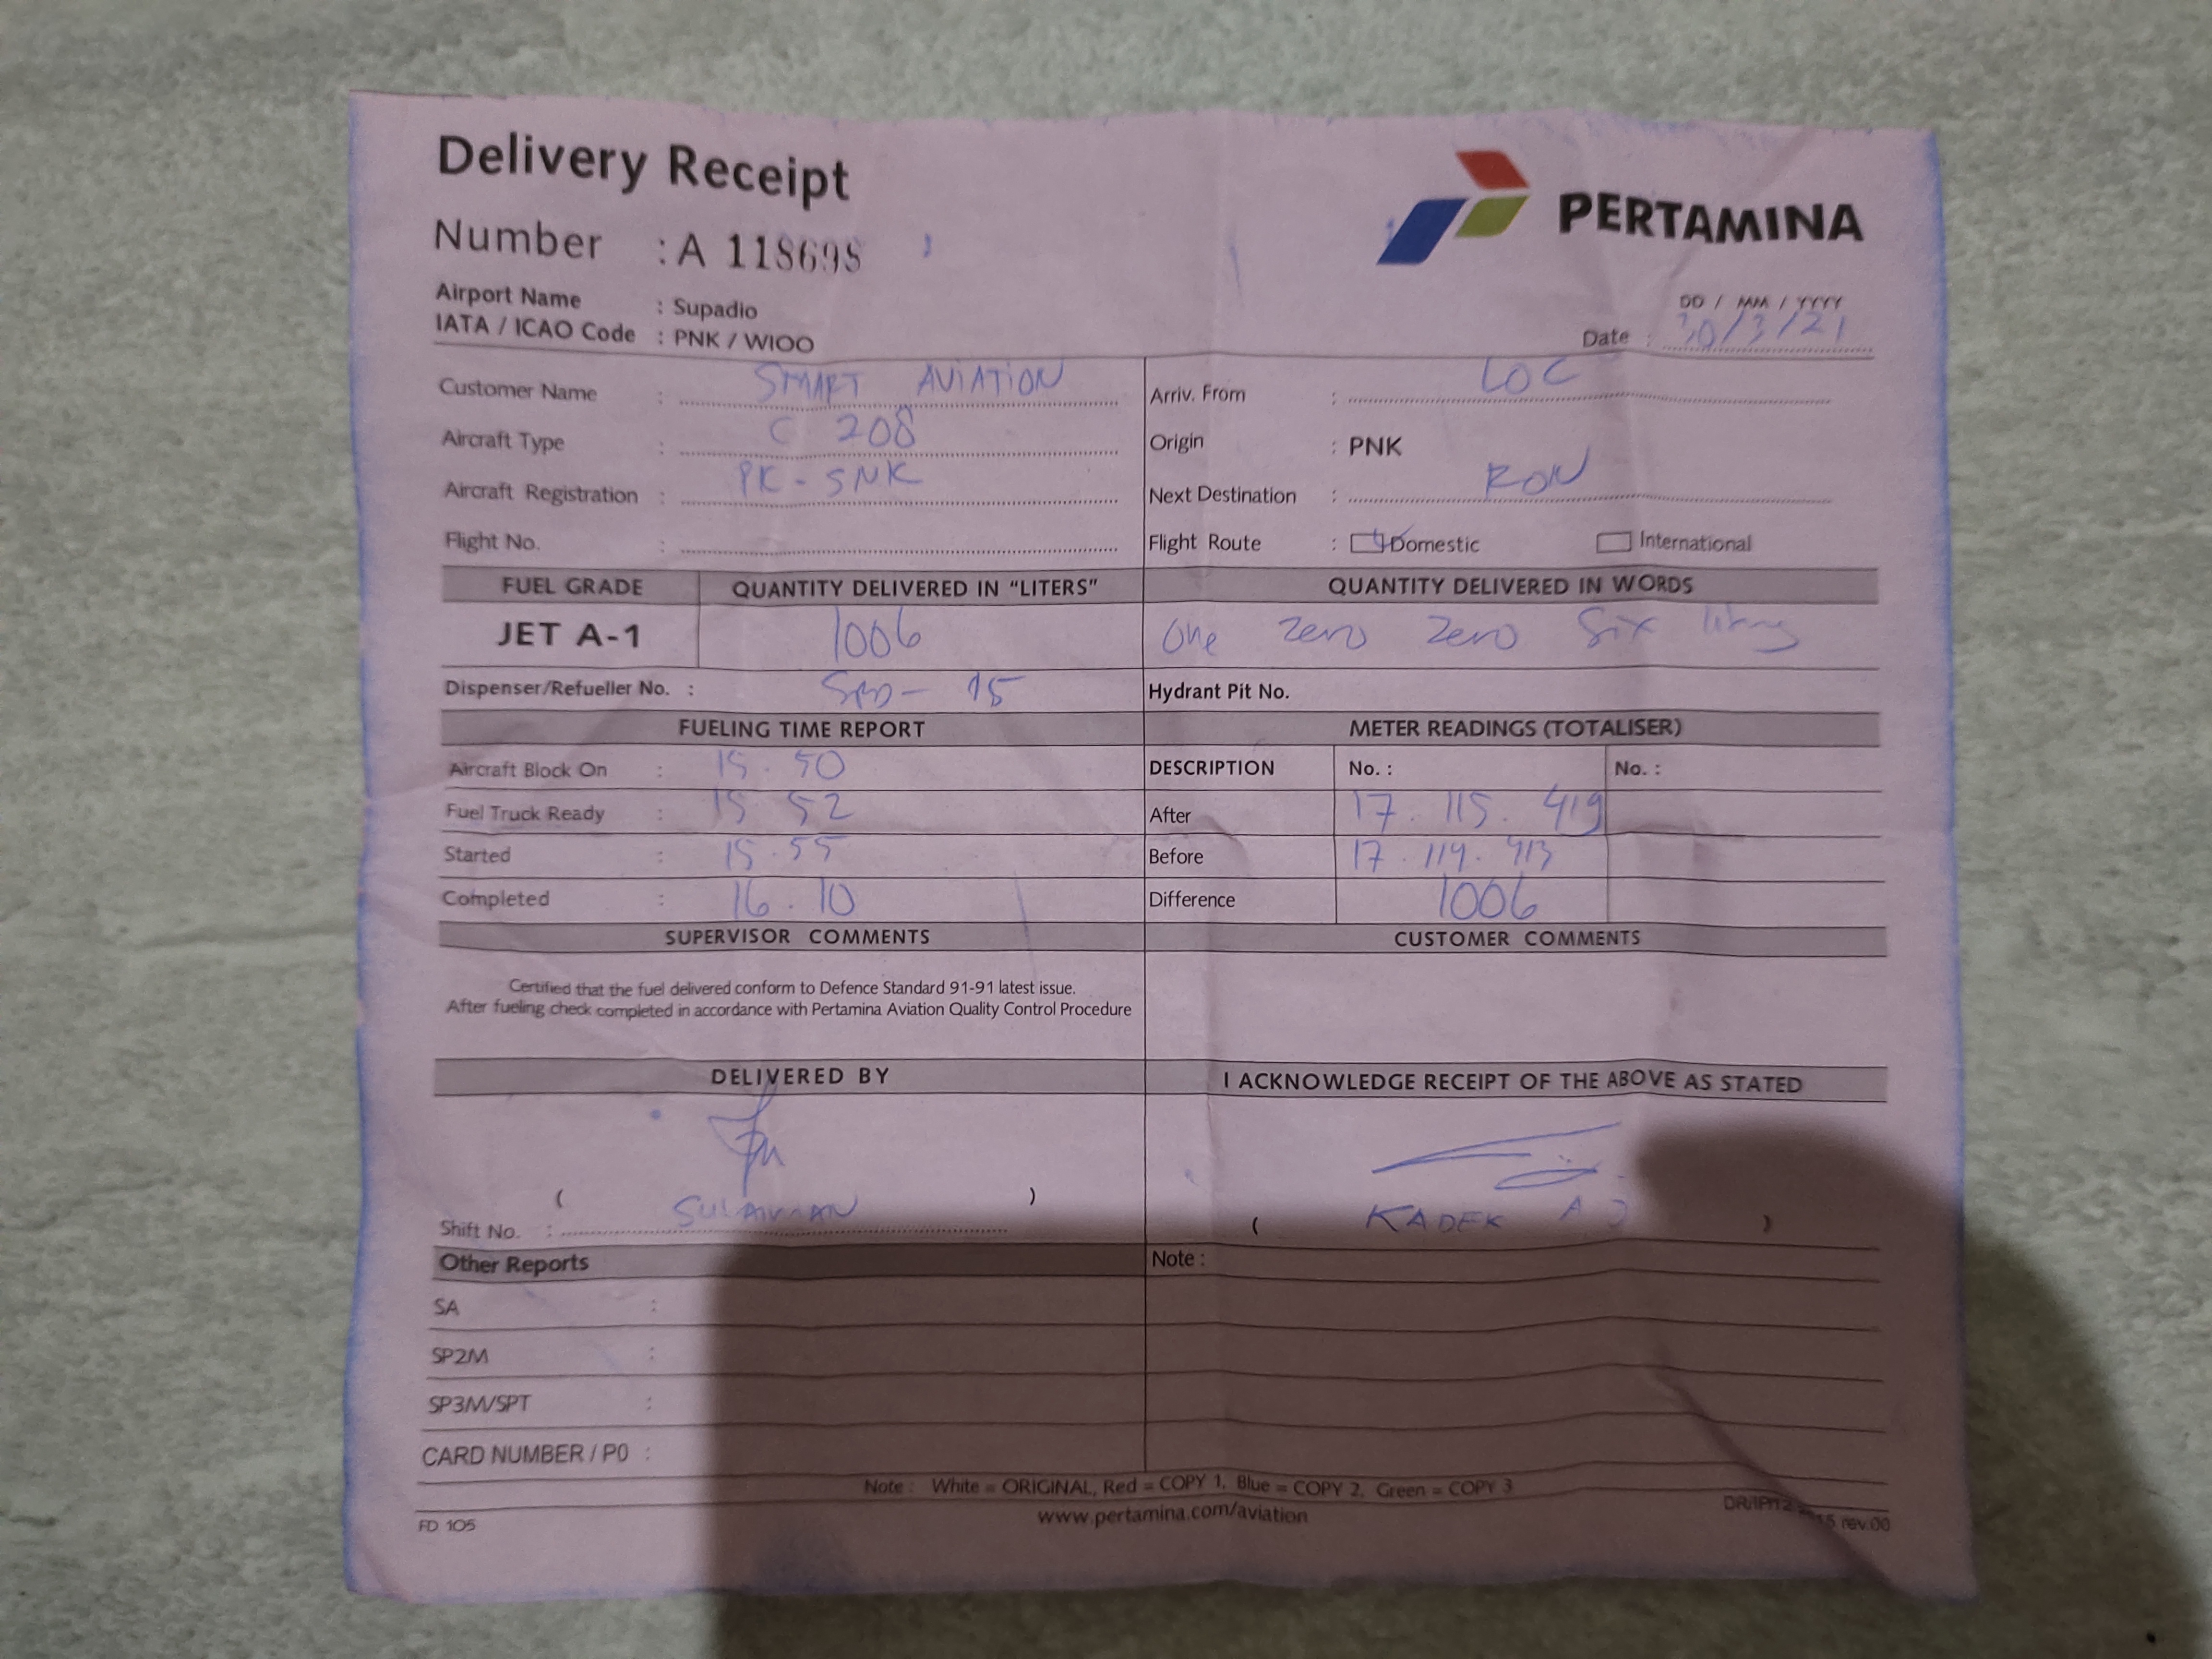 Delivery Receipt
PERTAMINA
Number : A 118698
Airport Name : Supadio
IATA / ICAO Code : PNK / WIOO
DD / MM / YYYY
Date : 30/3/21
Customer Name : SMART AVIATION
Arriv. From : LOC
Aircraft Type : C 208
Origin : PNK
Aircraft Registration : PK - SNK
Next Destination : RON
Flight No. :
Flight Route : Domestic International
FUEL GRADE QUANTITY DELIVERED IN “LITERS” QUANTITY DELIVERED IN WORDS
JET A-1 1006 One zero zero six
Dispenser/Refueller No. : 15 Hydrant Pit No.
FUELING TIME REPORT METER READINGS (TOTALISER)
Aircraft Block On : 15.50 DESCRIPTION No. : No. :
Fuel Truck Ready : 15 52 After 17.115.419
Started : 15.55 Before 17.114.413
Completed : 16.10 Difference 1006
SUPERVISOR COMMENTS CUSTOMER COMMENTS
Certified that the fuel delivered conform to Defence Standard 91-91 latest issue.
After fueling check completed in accordance with Pertamina Aviation Quality Control Procedure
DELIVERED BY I ACKNOWLEDGE RECEIPT OF THE ABOVE AS STATED
( )
Shift No. : SULAIMAN ( KADEK A )
Other Reports Note :
SA :
SP2M :
SP3M/SPT :
CARD NUMBER / PO :
Note : White = ORIGINAL, Red = COPY 1, Blue = COPY 2, Green = COPY 3
www.pertamina.com/aviation
FD 105 rev.00